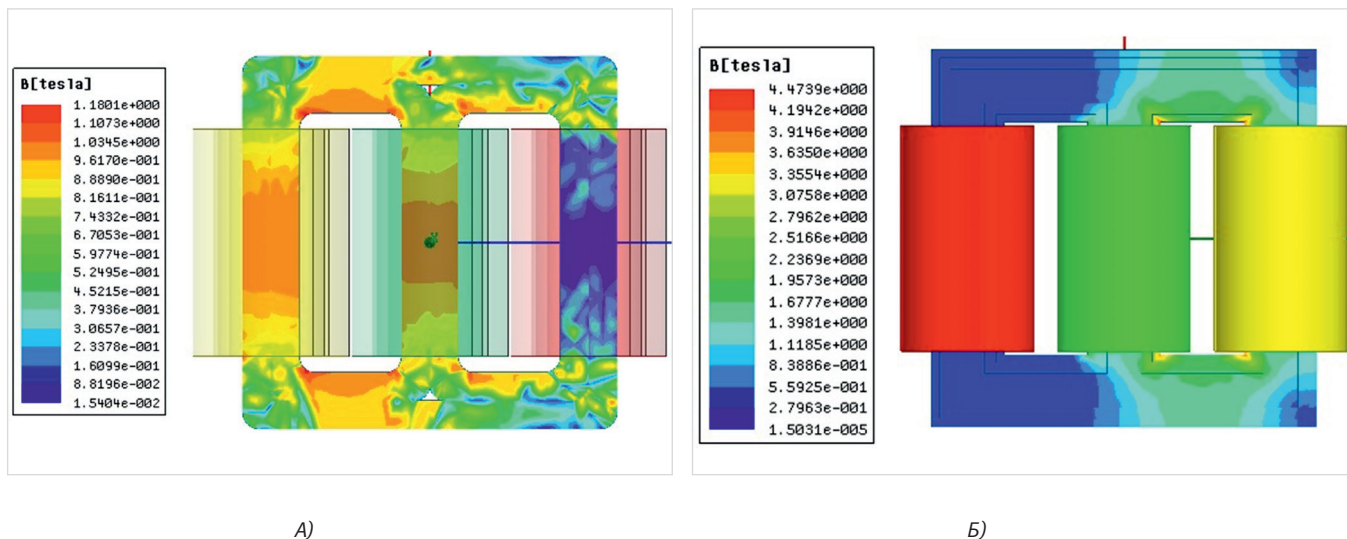 B[tesla]
1.1801e+000
1.1073e+000
1.0345e+000
9.6170e-001
8.8890e-001
8.1611e-001
7.4332e-001
6.7053e-001
5.9774e-001
5.2495e-001
4.5215e-001
3.7936e-001
3.0657e-001
2.3378e-001
1.6099e-001
8.8196e-002
1.5404e-002
B[tesla]
4.4739e+000
4.1942e+000
3.9146e+000
3.6350e+000
3.3554e+000
3.0758e+000
2.7962e+000
2.5166e+000
2.2369e+000
1.9573e+000
1.6777e+000
1.3981e+000
1.1185e+000
8.3886e-001
5.5925e-001
2.7963e-001
1.5031e-005
А)
Б)